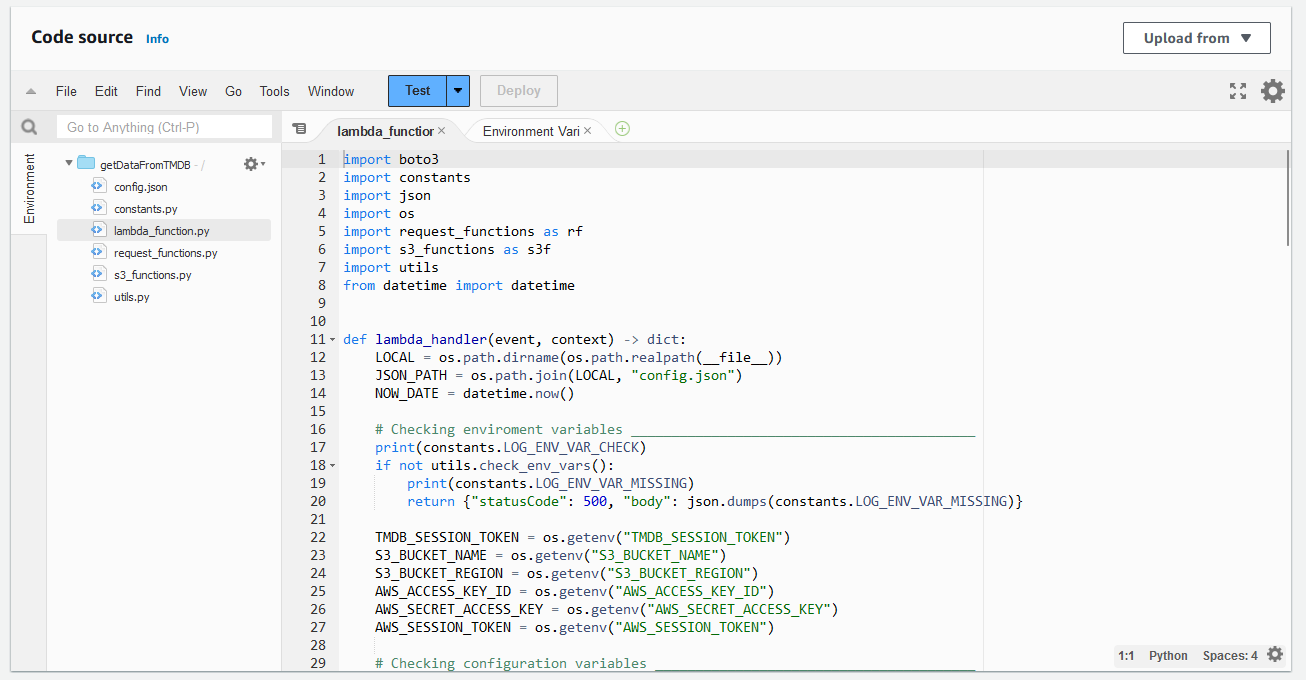 Code source Info
Upload from
File Edit Find View Go Tools Window Test Deploy
Go to Anything (Ctrl-P)
lambda_function × Environment Vari ×
Environment
getDataFromTMDB - /
config.json
constants.py
lambda_function.py
request_functions.py
s3_functions.py
utils.py
1 import boto3
2 import constants
3 import json
4 import os
5 import request_functions as rf
6 import s3_functions as s3f
7 import utils
8 from datetime import datetime
9
10
11 def lambda_handler(event, context) -> dict:
12 LOCAL = os.path.dirname(os.path.realpath(__file__))
13 JSON_PATH = os.path.join(LOCAL, "config.json")
14 NOW_DATE = datetime.now()
15
16 # Checking enviroment variables ___________________________________________
17 print(constants.LOG_ENV_VAR_CHECK)
18 if not utils.check_env_vars():
19 print(constants.LOG_ENV_VAR_MISSING)
20 return {"statusCode": 500, "body": json.dumps(constants.LOG_ENV_VAR_MISSING)}
21
22 TMDB_SESSION_TOKEN = os.getenv("TMDB_SESSION_TOKEN")
23 S3_BUCKET_NAME = os.getenv("S3_BUCKET_NAME")
24 S3_BUCKET_REGION = os.getenv("S3_BUCKET_REGION")
25 AWS_ACCESS_KEY_ID = os.getenv("AWS_ACCESS_KEY_ID")
26 AWS_SECRET_ACCESS_KEY = os.getenv("AWS_SECRET_ACCESS_KEY")
27 AWS_SESSION_TOKEN = os.getenv("AWS_SESSION_TOKEN")
28
29 # Checking configuration variables ________________________________________
1:1 Python Spaces: 4